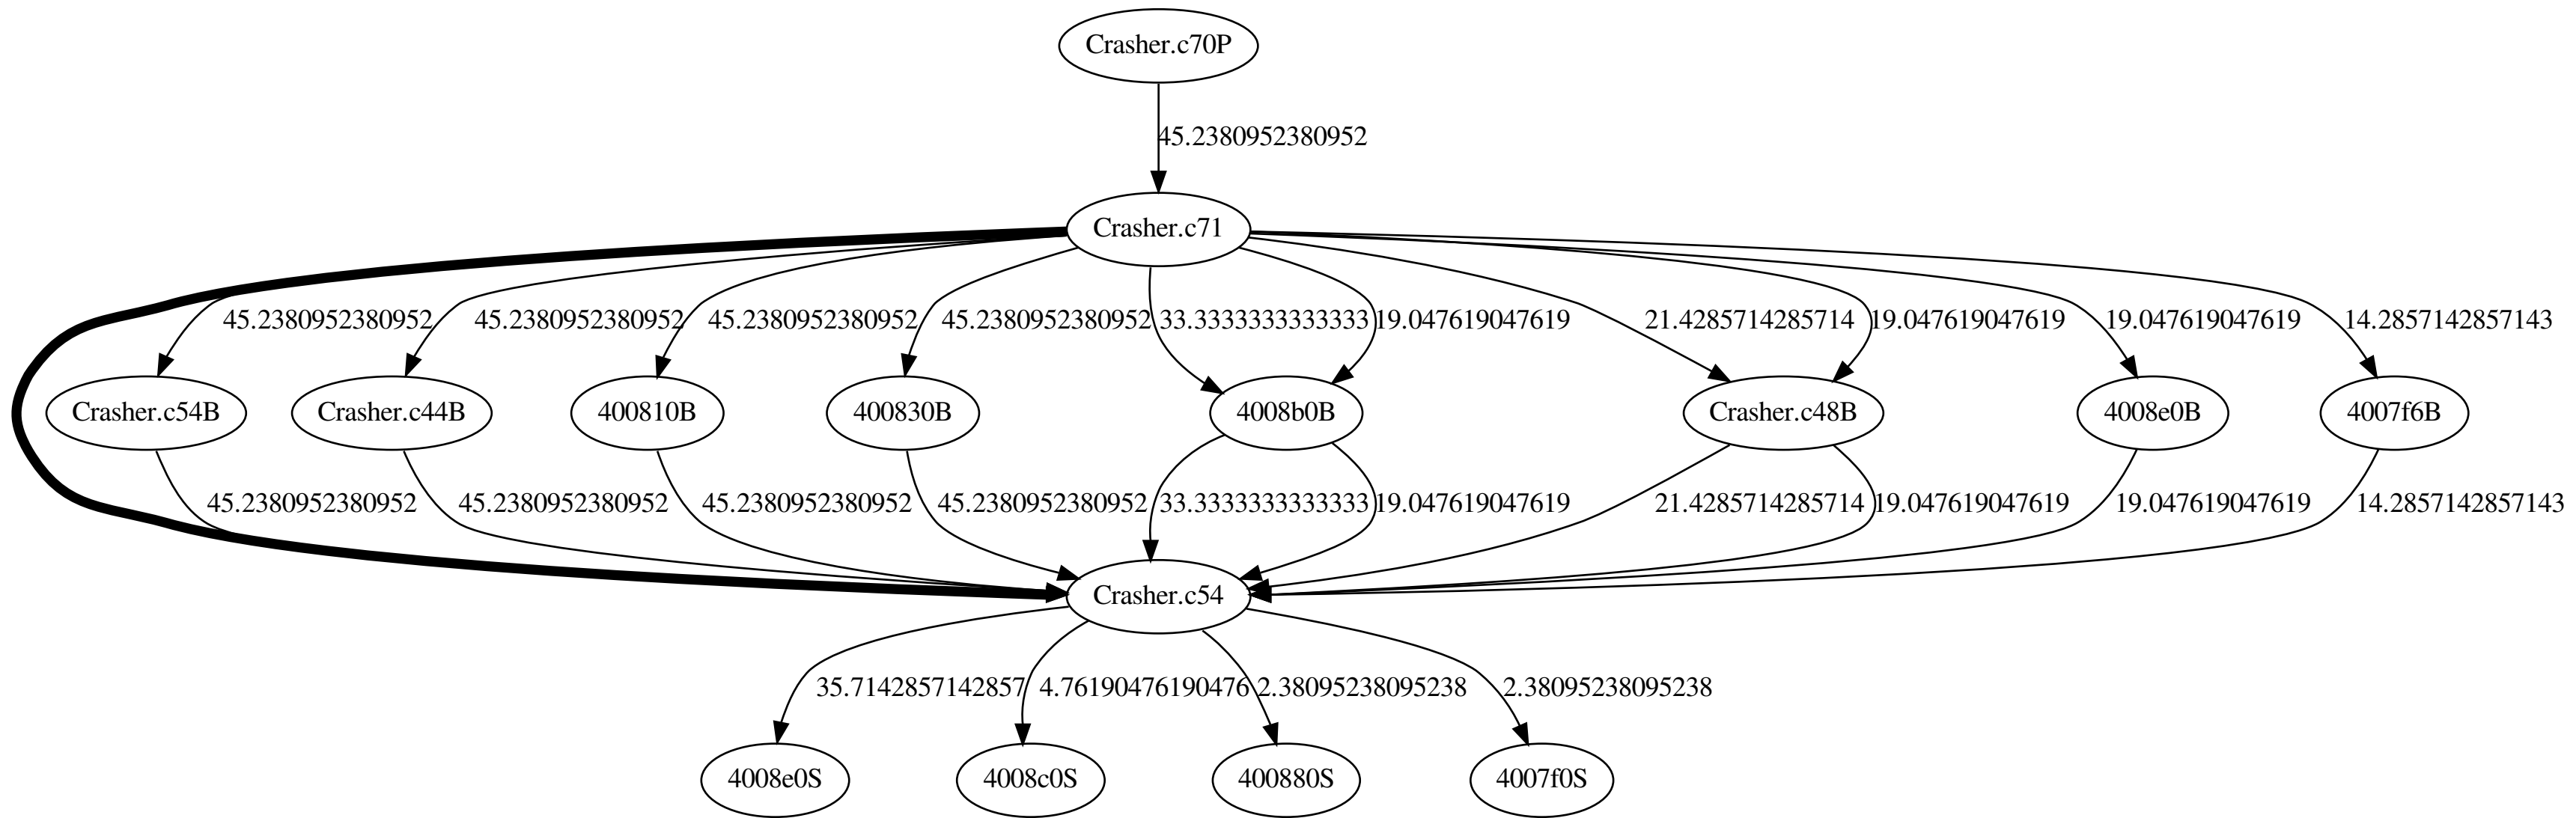 Crasher.c70P
45.2380952380952
Crasher.c71
45.2380952380952 45.2380952380952 45.2380952380952 45.2380952380952 33.3333333333333 19.047619047619 21.4285714285714 19.047619047619 19.047619047619 14.2857142857143
Crasher.c54B Crasher.c44B 400810B 400830B 4008b0B Crasher.c48B 4008e0B 4007f6B
45.2380952380952 45.2380952380952 45.2380952380952 45.2380952380952 33.3333333333333 19.047619047619 21.4285714285714 19.047619047619 19.047619047619 14.2857142857143
Crasher.c54
35.7142857142857 4.76190476190476 2.38095238095238 2.38095238095238
4008e0S 4008c0S 400880S 4007f0S